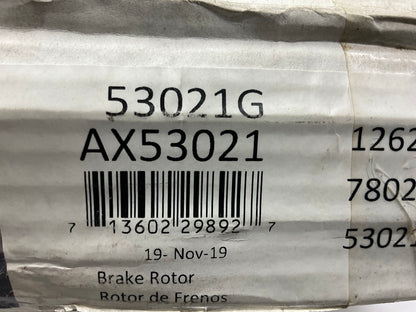 53021G
AX53021
7 13602 29892 7
19- Nov-19
Brake Rotor
Rotor de Frenos
1262
7802
5302